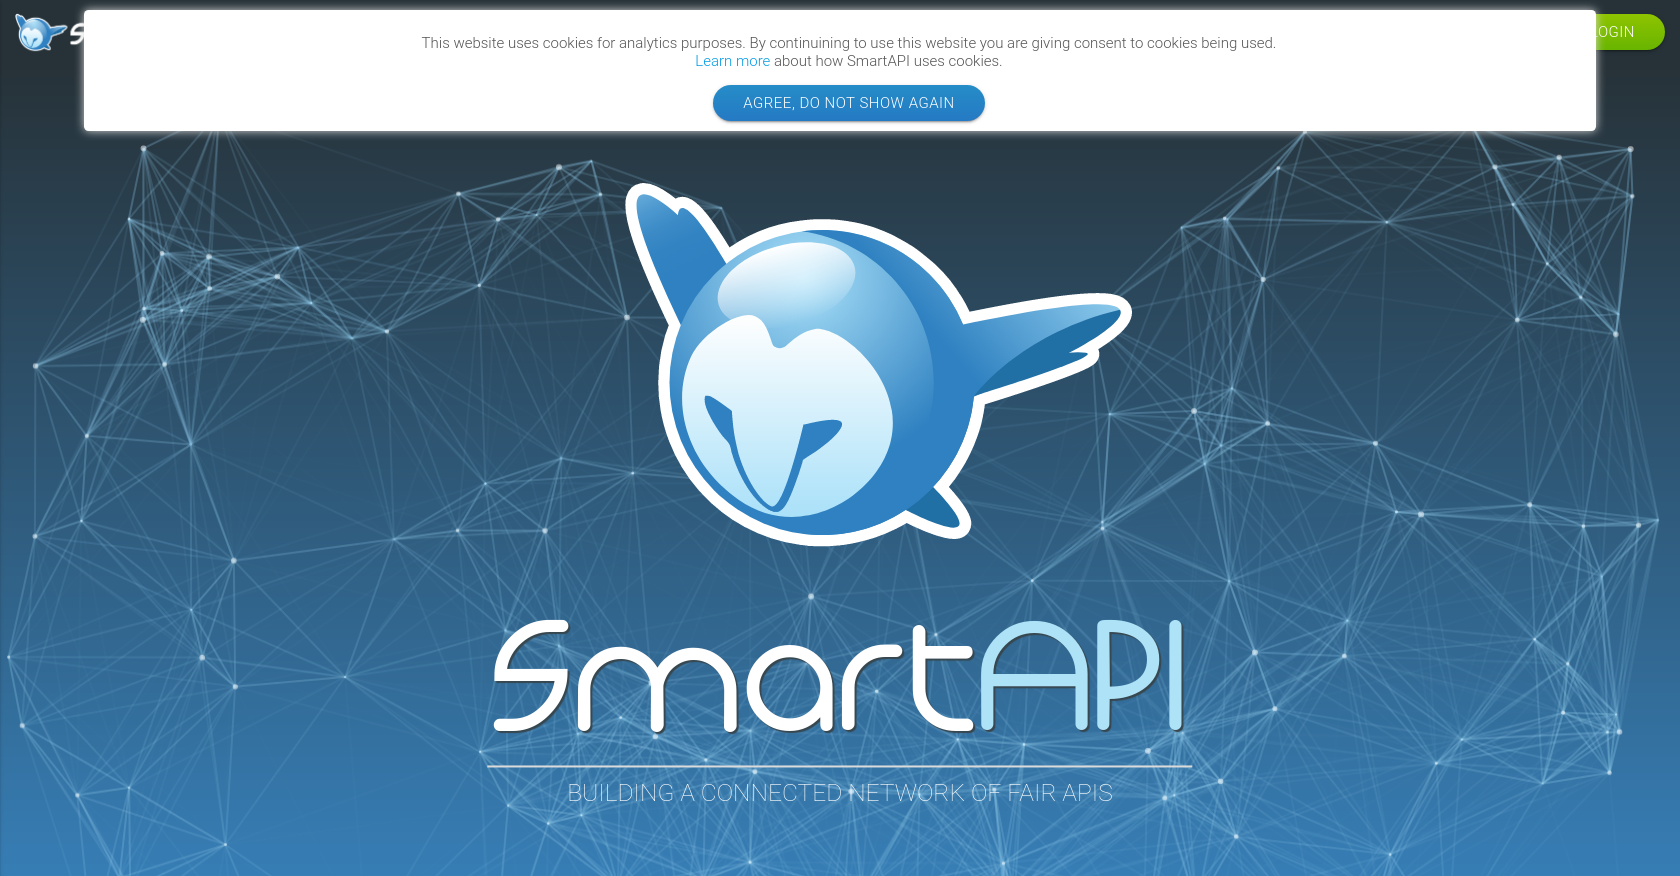 This website uses cookies for analytics purposes. By continuining to use this website you are giving consent to cookies being used.
Learn more about how SmartAPI uses cookies.
AGREE, DO NOT SHOW AGAIN
SmartAPI
BUILDING A CONNECTED NETWORK OF FAIR APIS